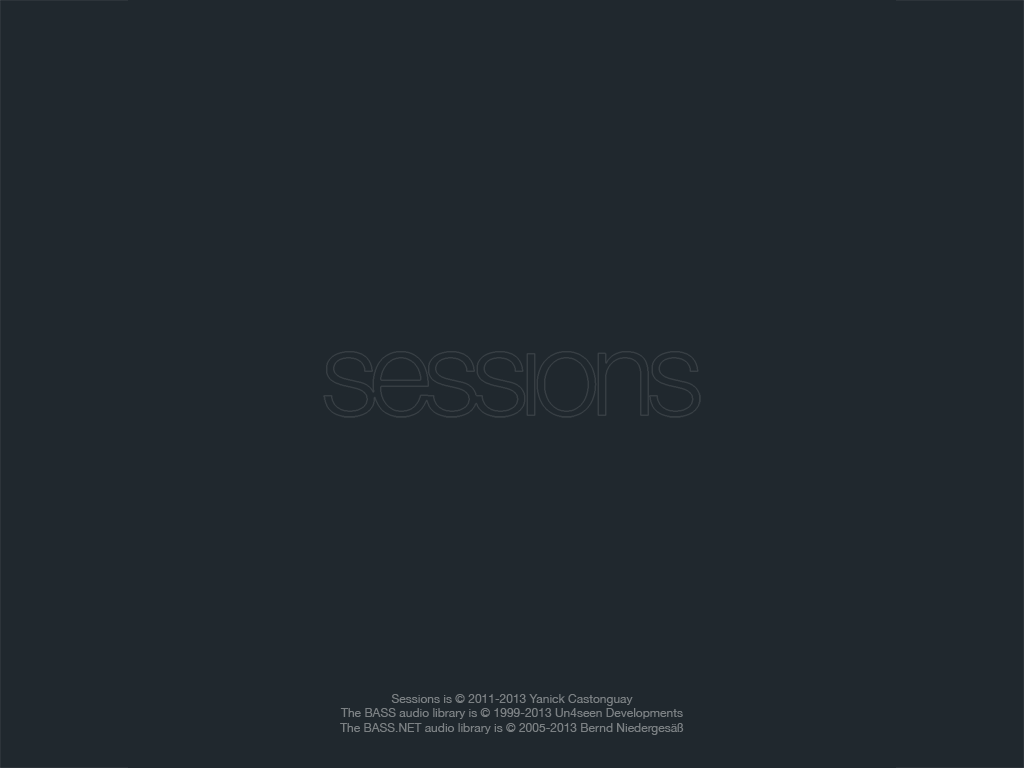 sessions
Sessions is © 2011-2013 Yanick Castonguay
The BASS audio library is © 1999-2013 Un4seen Developments
The BASS.NET audio library is © 2005-2013 Bernd Niedergesäß